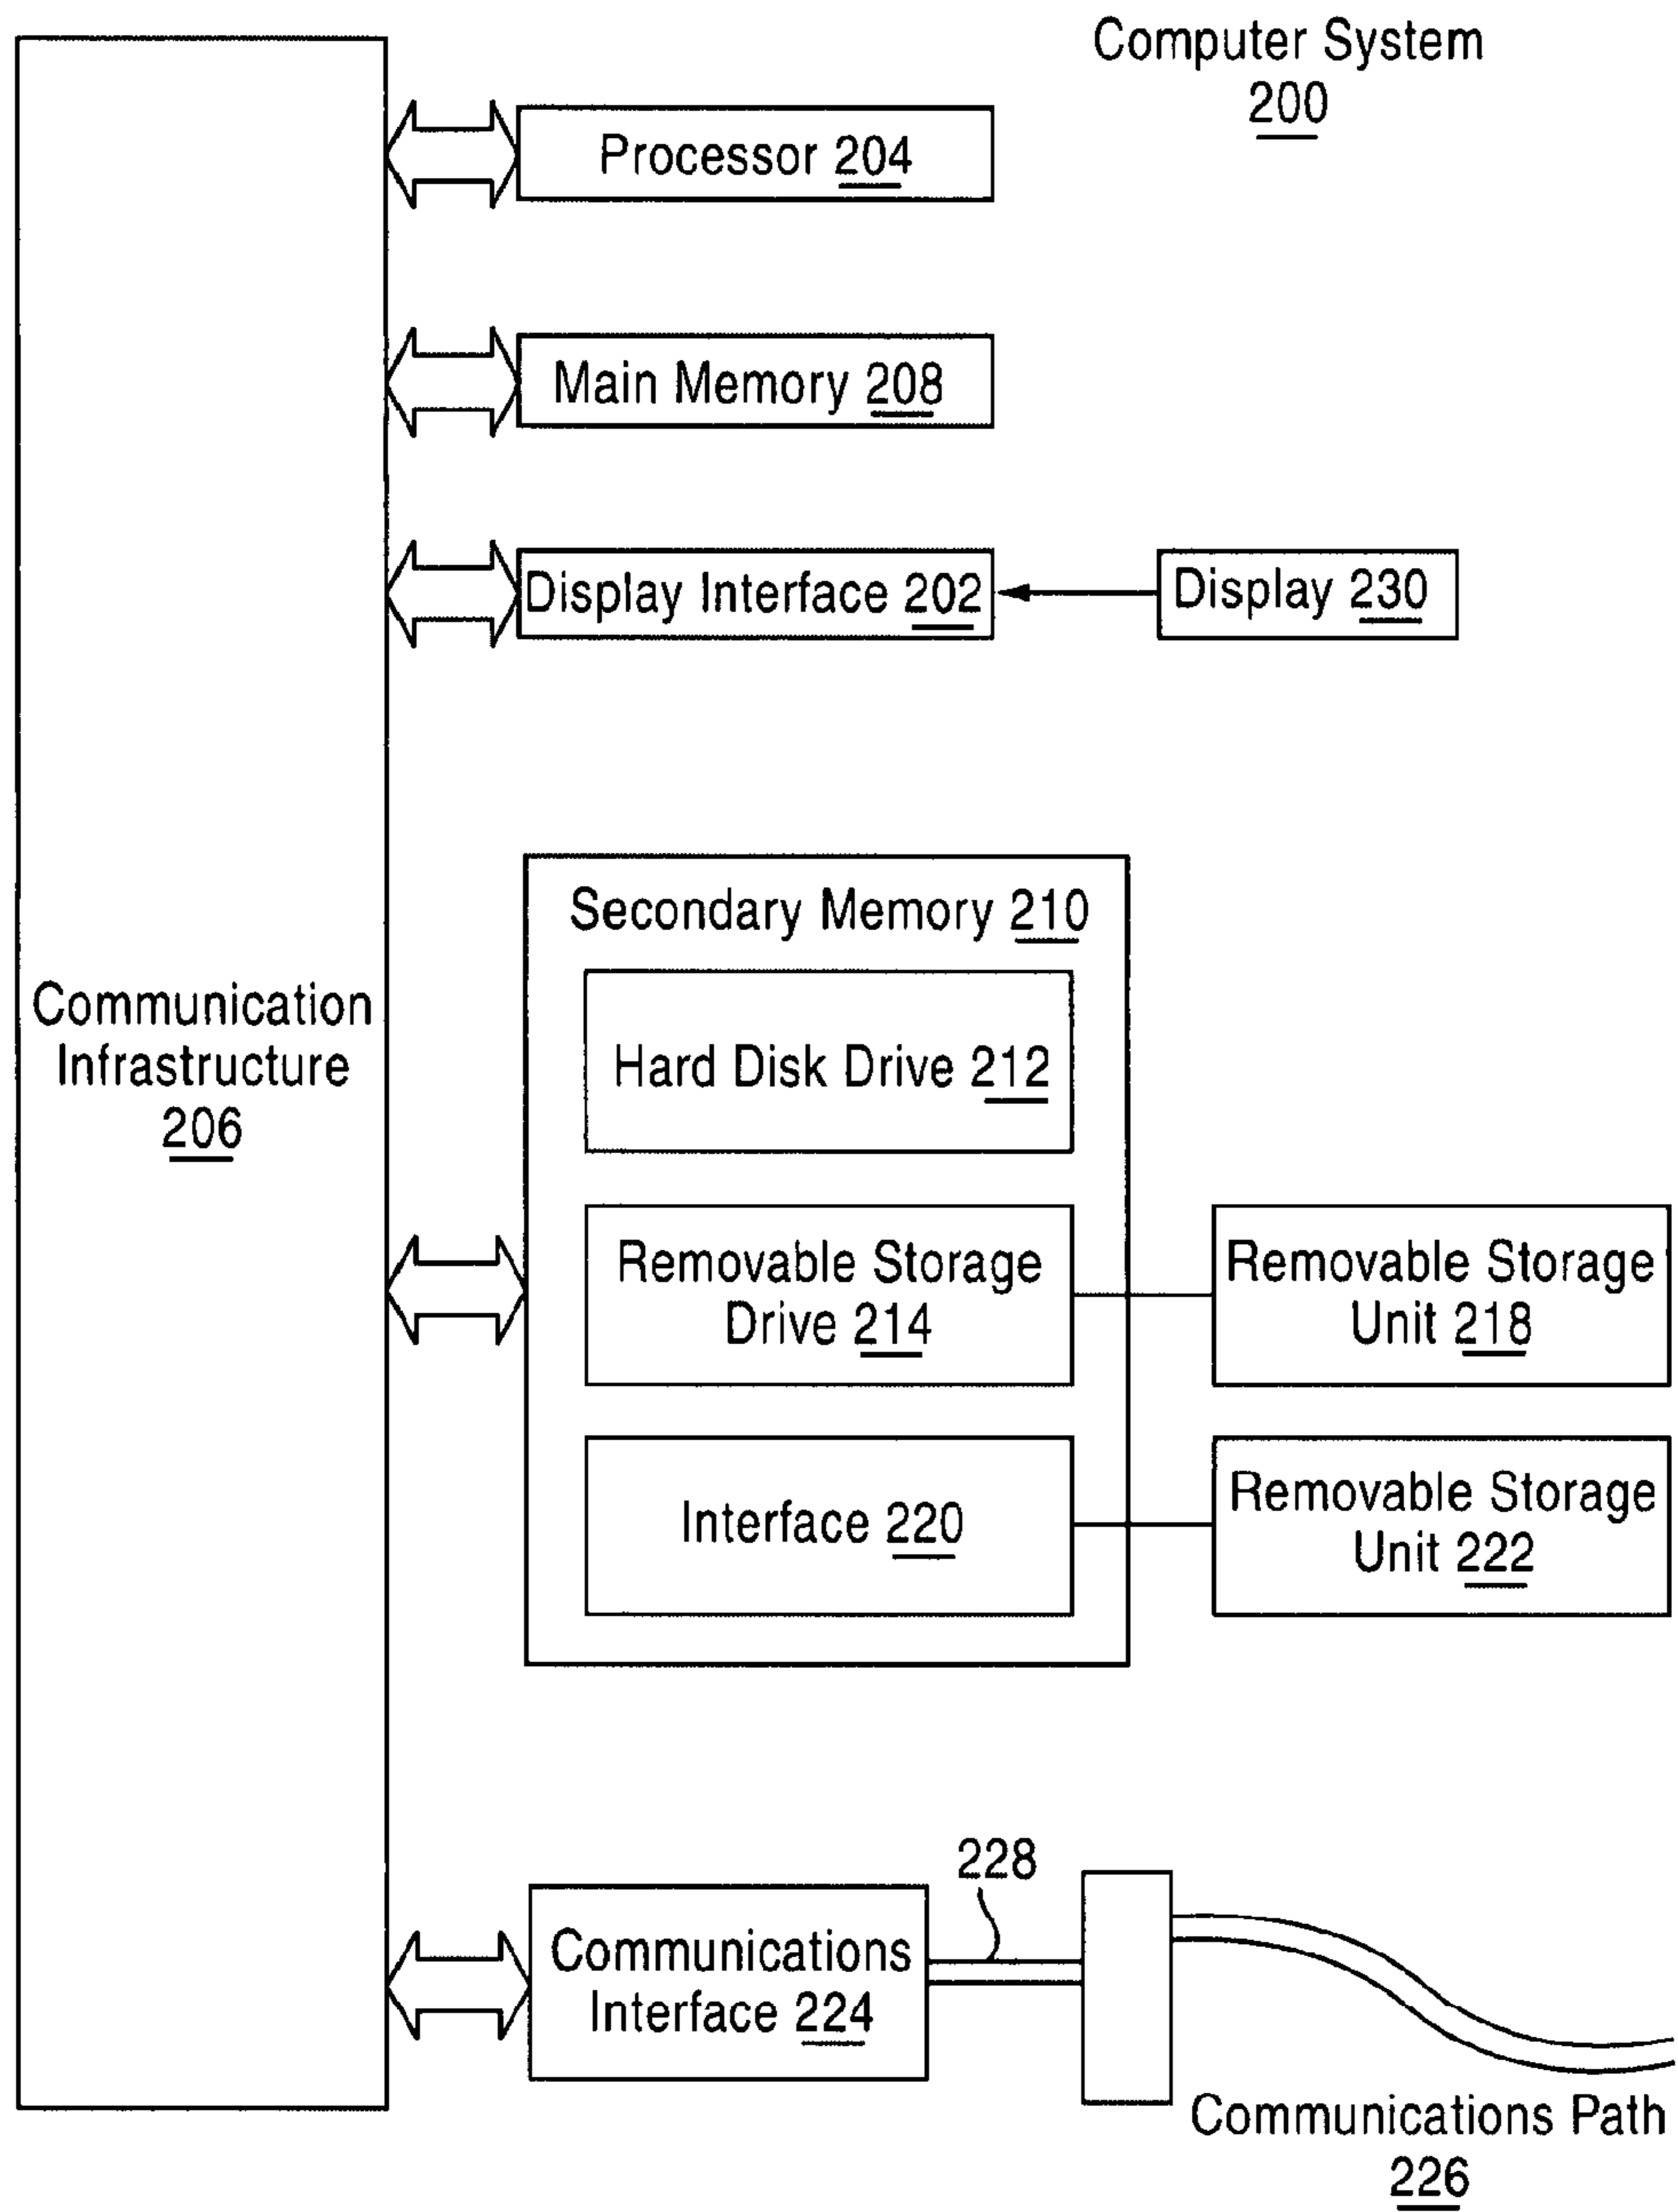 Computer System
200
Processor 204
Main Memory 208
Display Interface 202
Display 230
Communication
Infrastructure
206
Secondary Memory 210
Hard Disk Drive 212
Removable Storage
Drive 214
Removable Storage
Unit 218
Interface 220
Removable Storage
Unit 222
228
Communications
Interface 224
Communications Path
226